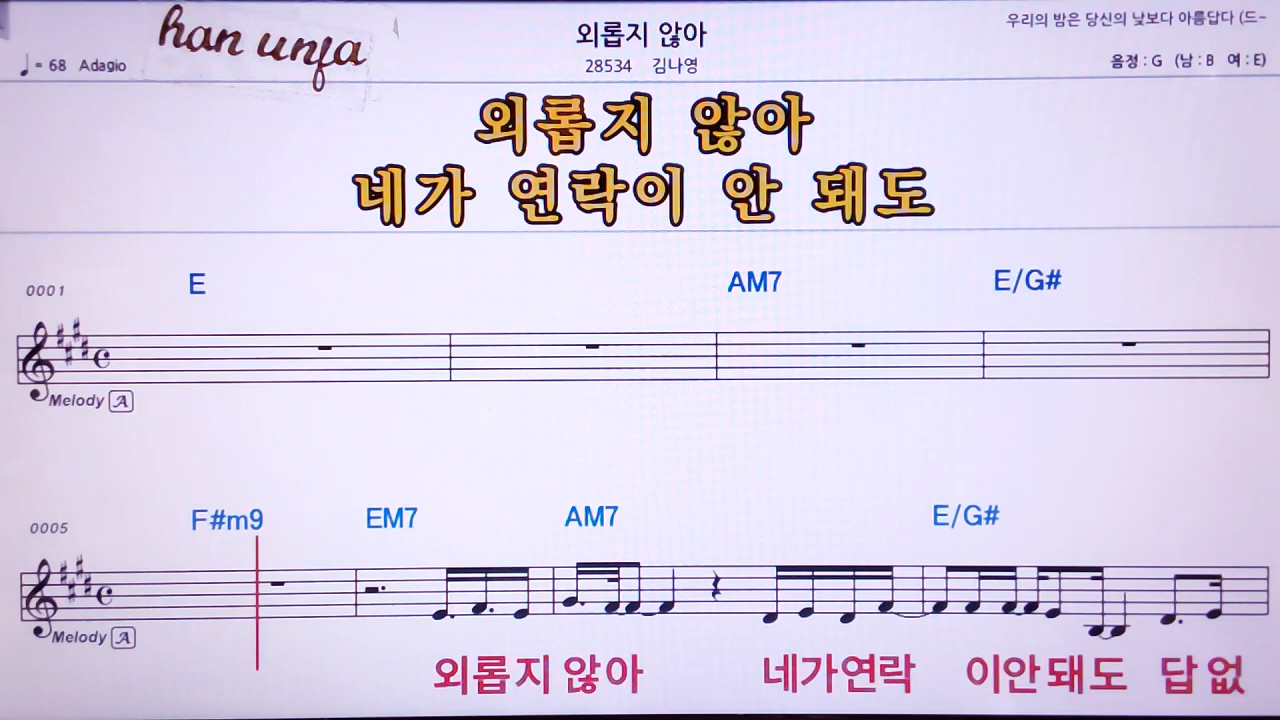 han unfa
외롭지 않아
우리의 밤은 당신의 낮보다 아름답다 (드~
♩= 68 Adagio
28534 김나영
음정 : G (남 : B 여 : E)
외롭지 않아
네가 연락이 안 돼도
0001
E AM7 E/G#
Melody A
0005
F#m9 EM7 AM7 E/G#
Melody A
외롭지 않아 네가연락 이안돼도 답없